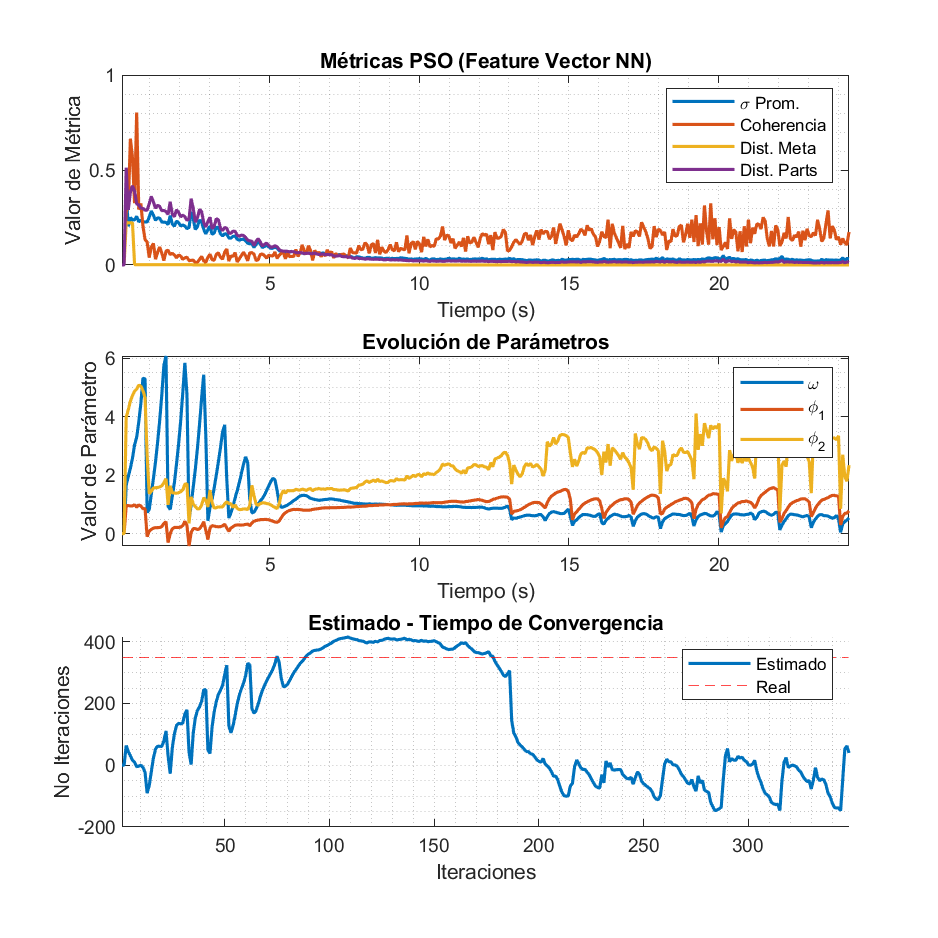 Métricas PSO (Feature Vector NN)
Valor de Métrica
1
0.5
0
σ Prom.
Coherencia
Dist. Meta
Dist. Parts
5
10
15
20
Tiempo (s)
Evolución de Parámetros
Valor de Parámetro
6
4
2
0
ω
ϕ1
ϕ2
5
10
15
20
Tiempo (s)
Estimado - Tiempo de Convergencia
No Iteraciones
400
200
0
-200
Estimado
Real
50
100
150
200
250
300
Iteraciones